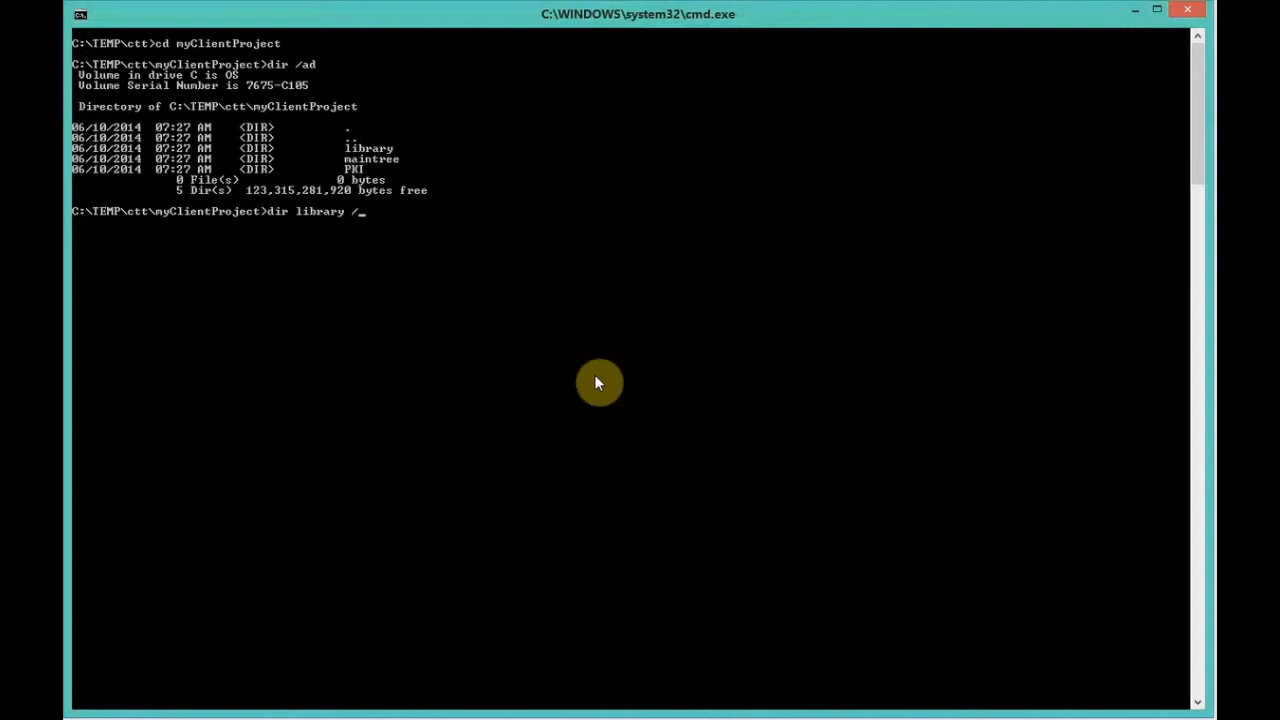 C:\WINDOWS\system32\cmd.exe
C:\TEMP\ctt>cd myClientProject
C:\TEMP\ctt\myClientProject>dir /ad
Volume in drive C is OS
Volume Serial Number is 7675-C105
Directory of C:\TEMP\ctt\myClientProject
06/10/2014  07:27 AM    <DIR>          .
06/10/2014  07:27 AM    <DIR>          ..
06/10/2014  07:27 AM    <DIR>          library
06/10/2014  07:27 AM    <DIR>          maintree
06/10/2014  07:27 AM    <DIR>          PKI
0 File(s)              0 bytes
5 Dir(s)  123,315,281,920 bytes free
C:\TEMP\ctt\myClientProject>dir library /_